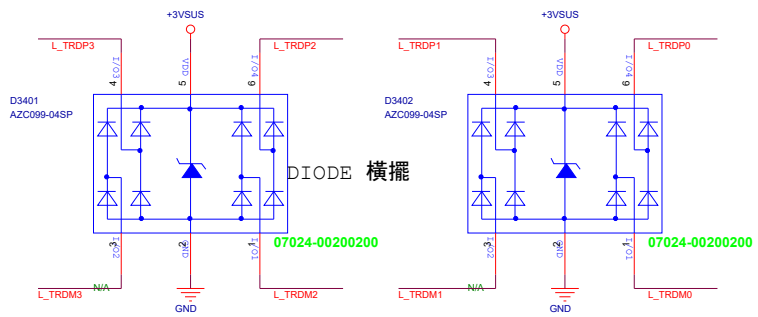 +3VSUS
+3VSUS
L_TRDP3
L_TRDP2
L_TRDP1
L_TRDP0
I/O3
VDD
I/O4
I/O3
VDD
I/O4
4
5
6
4
5
6
D3401
AZC099-04SP
D3402
AZC099-04SP
DIODE 橫擺
3
2
1
3
2
1
I/O2
GND
I/O1
I/O2
GND
I/O1
07024-00200200
07024-00200200
N/A
N/A
L_TRDM3
L_TRDM2
L_TRDM1
L_TRDM0
GND
GND